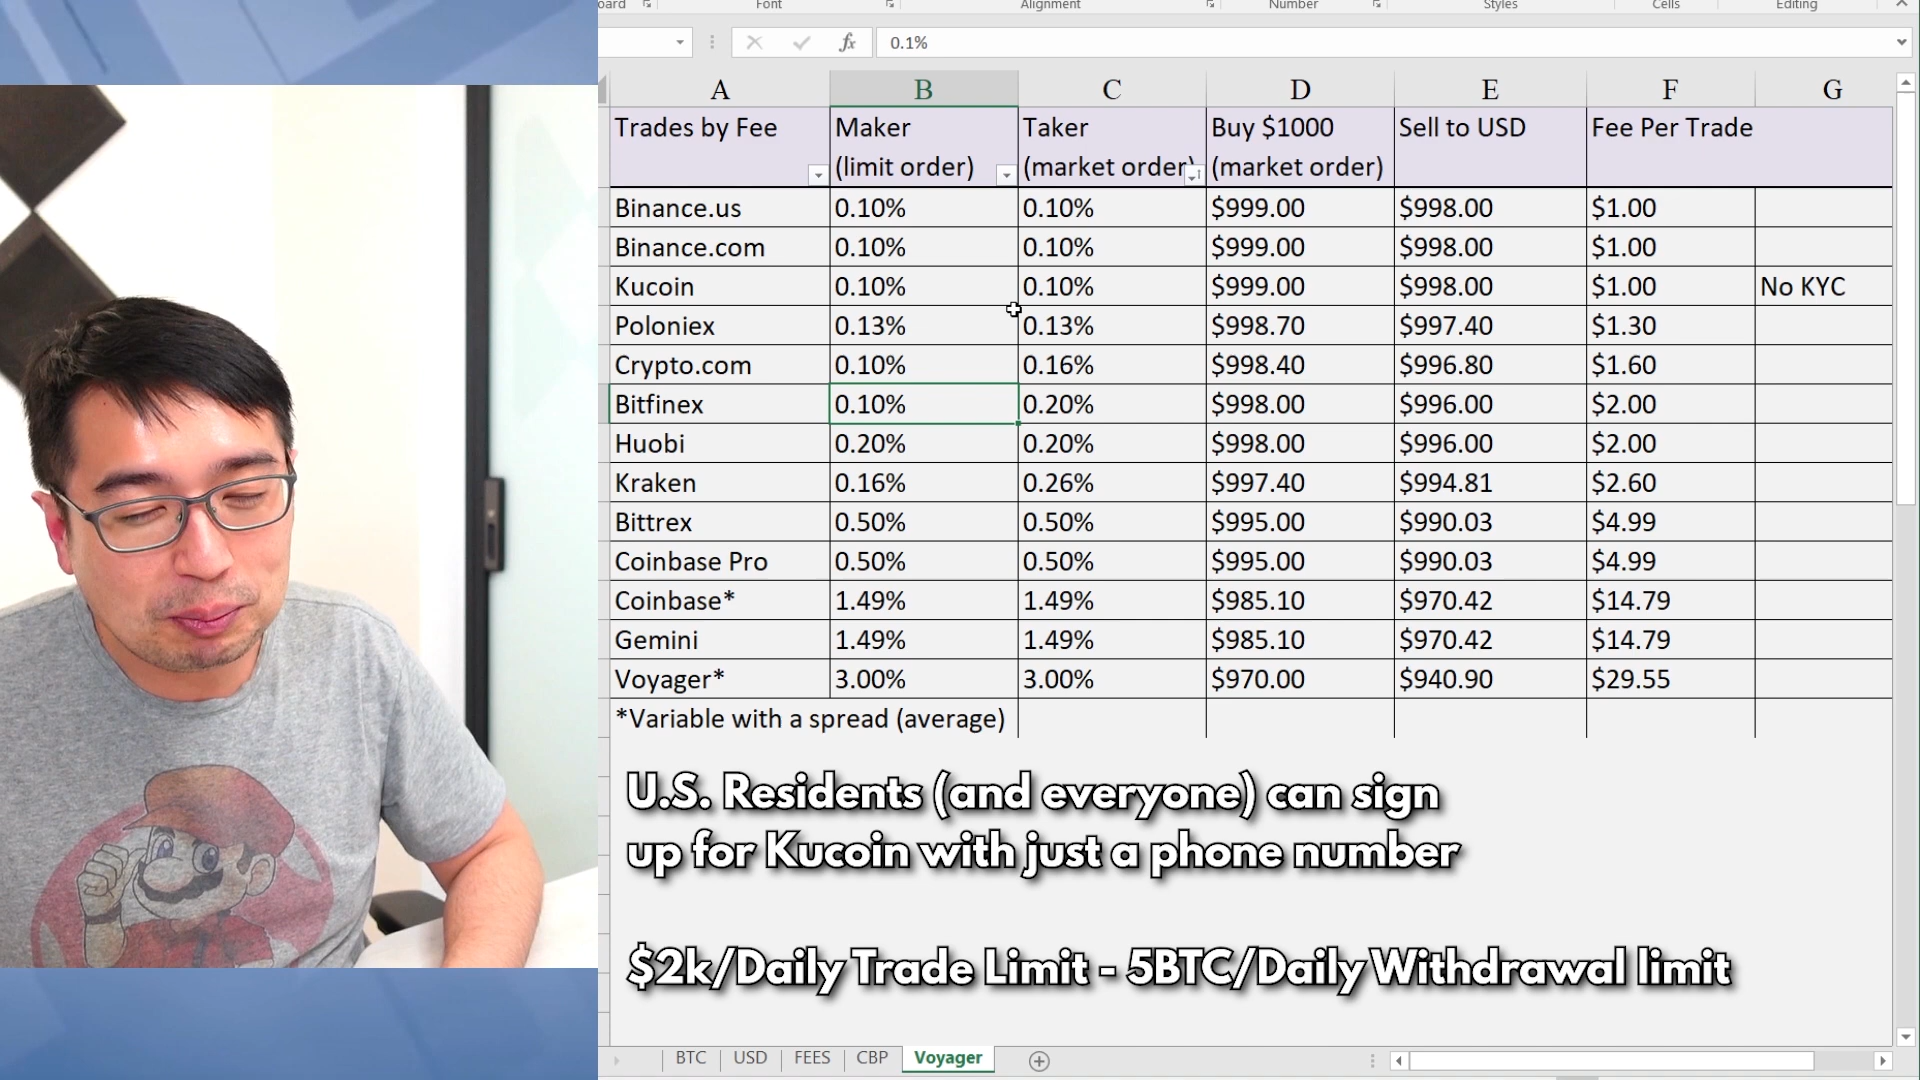 oard Font Alignment Number Styles Cells Editing
fx 0.1%
A B C D E F G
Trades by Fee Maker Taker Buy $1000 Sell to USD Fee Per Trade
(limit order) (market order) (market order)
Binance.us 0.10% 0.10% $999.00 $998.00 $1.00
Binance.com 0.10% 0.10% $999.00 $998.00 $1.00
Kucoin 0.10% 0.10% $999.00 $998.00 $1.00 No KYC
Poloniex 0.13% 0.13% $998.70 $997.40 $1.30
Crypto.com 0.10% 0.16% $998.40 $996.80 $1.60
Bitfinex 0.10% 0.20% $998.00 $996.00 $2.00
Huobi 0.20% 0.20% $998.00 $996.00 $2.00
Kraken 0.16% 0.26% $997.40 $994.81 $2.60
Bittrex 0.50% 0.50% $995.00 $990.03 $4.99
Coinbase Pro 0.50% 0.50% $995.00 $990.03 $4.99
Coinbase* 1.49% 1.49% $985.10 $970.42 $14.79
Gemini 1.49% 1.49% $985.10 $970.42 $14.79
Voyager* 3.00% 3.00% $970.00 $940.90 $29.55
*Variable with a spread (average)
U.S. Residents (and everyone) can sign
up for Kucoin with just a phone number
$2k/Daily Trade Limit - 5BTC/Daily Withdrawal limit
BTC USD FEES CBP Voyager